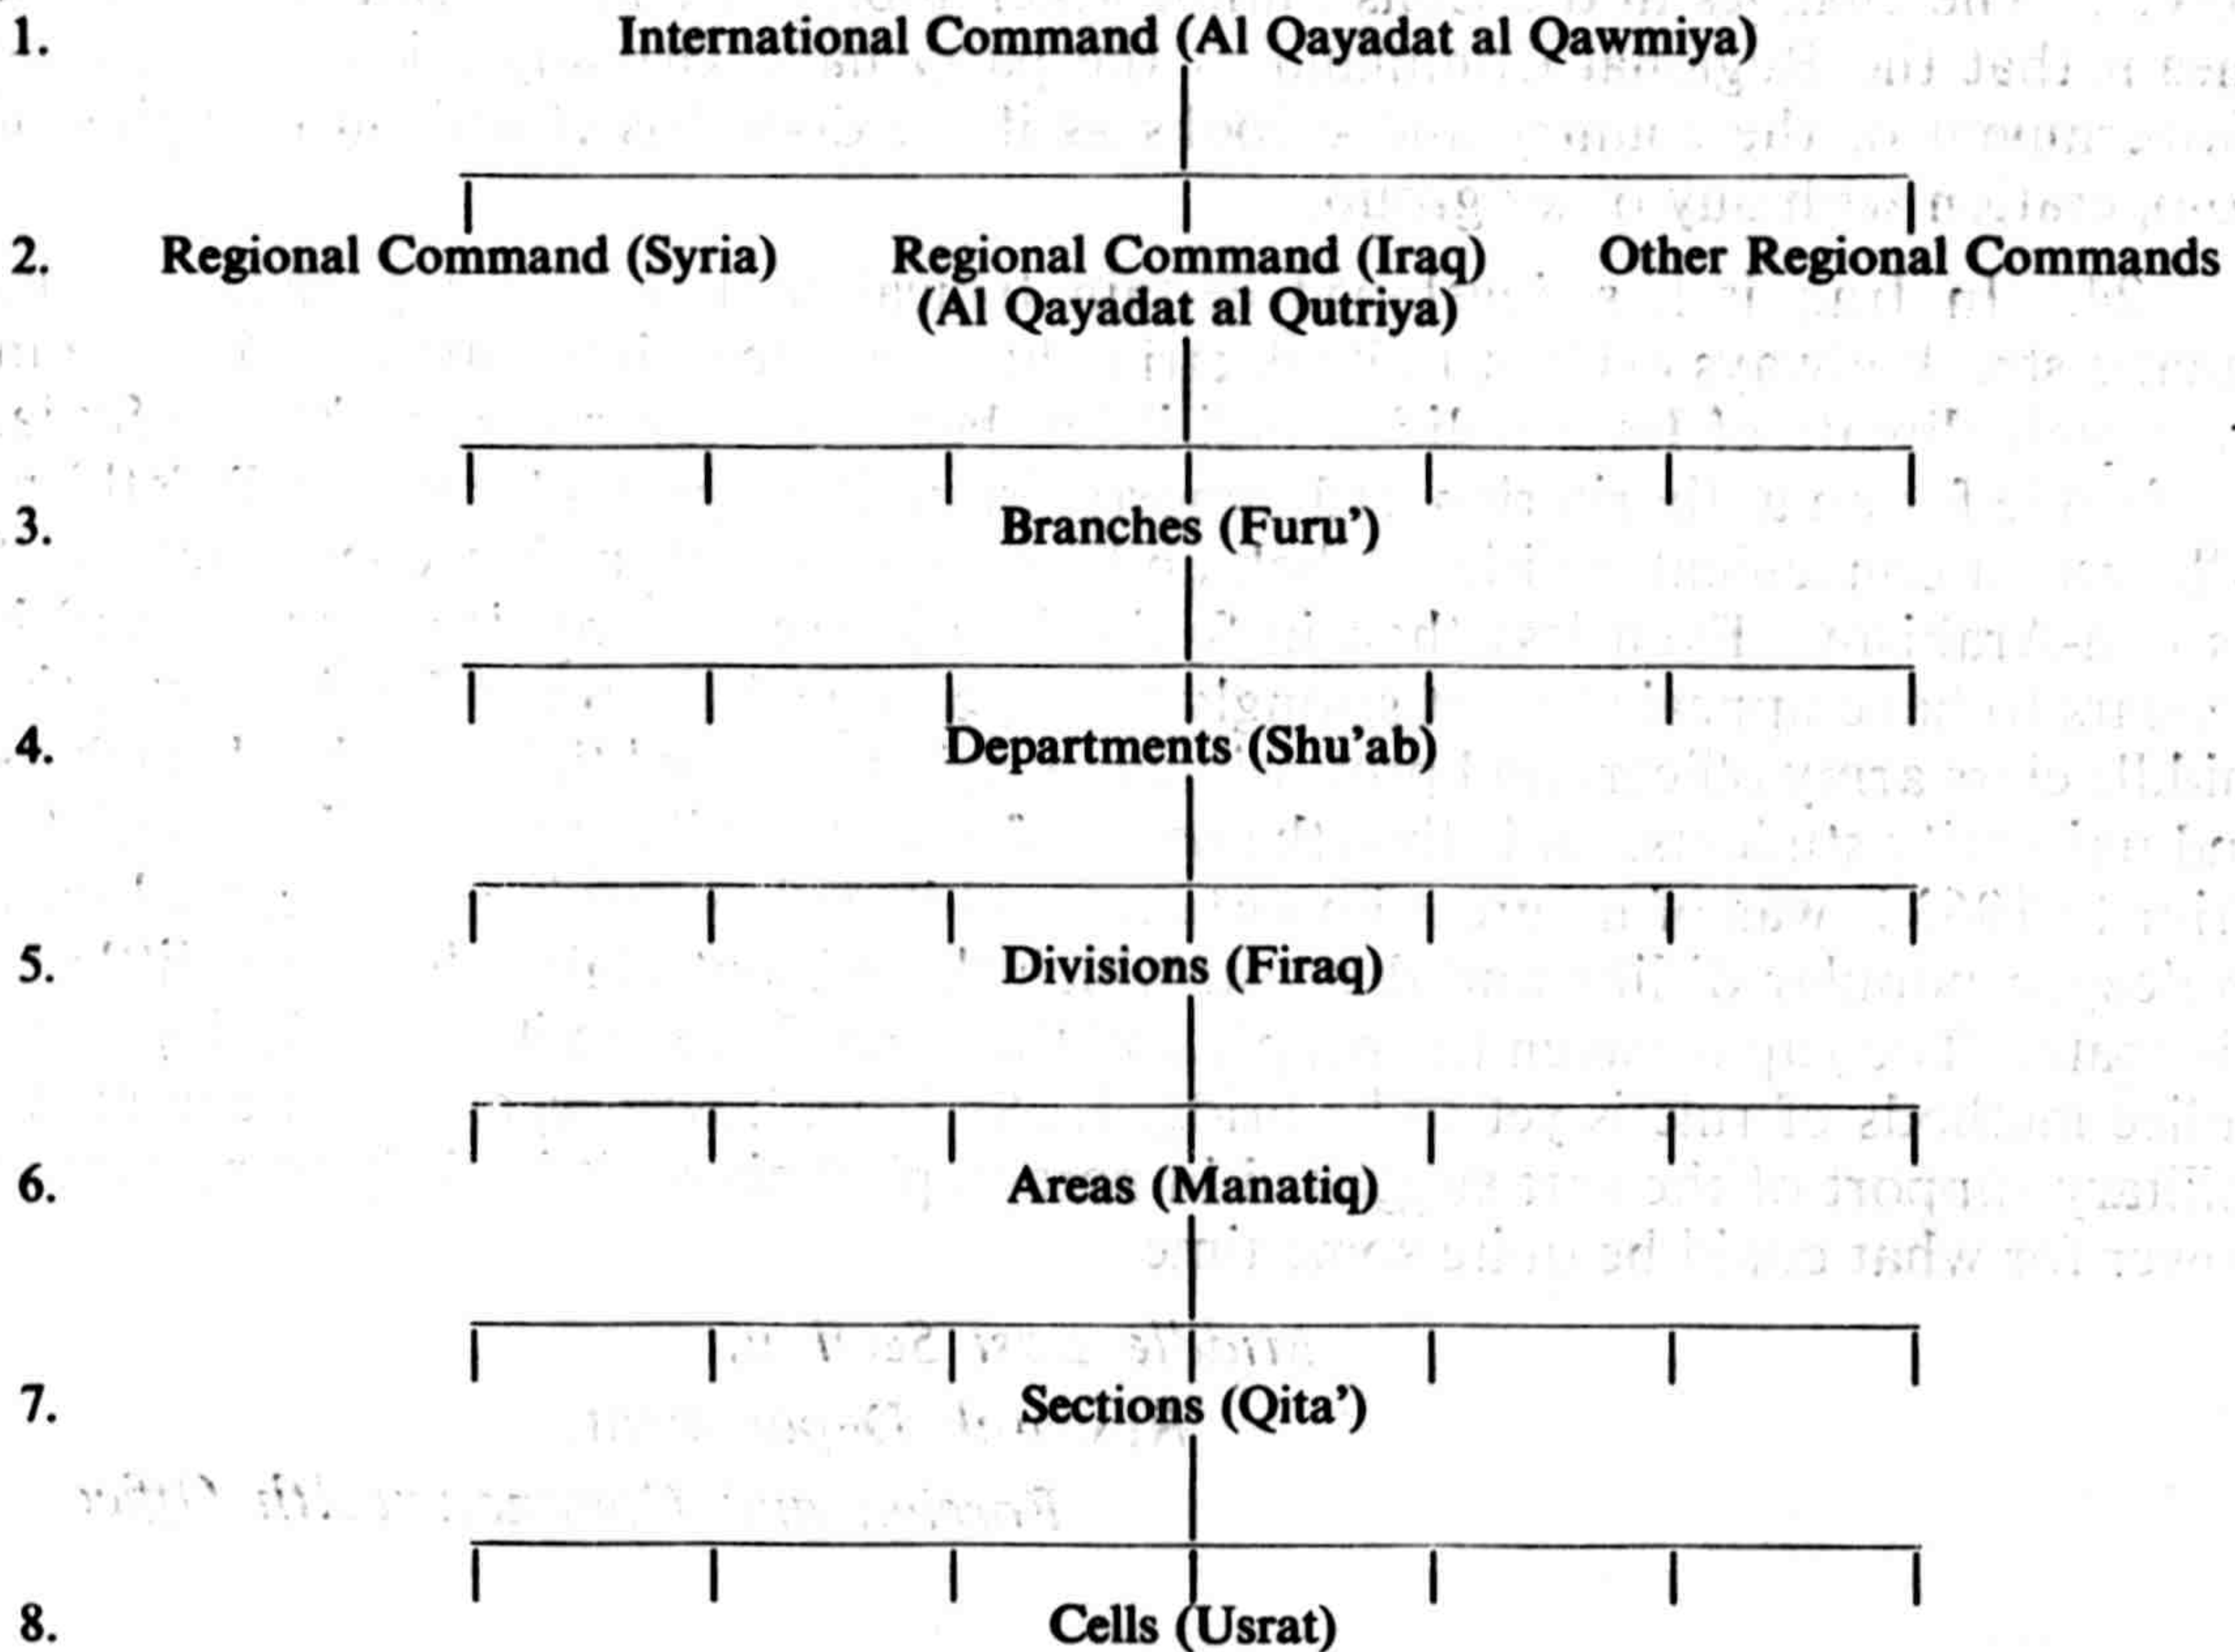 1. International Command (Al Qayadat al Qawmiya)
2. Regional Command (Syria) Regional Command (Iraq) Other Regional Commands
(Al Qayadat al Qutriya)
3. Branches (Furu’)
4. Departments (Shu’ab)
5. Divisions (Firaq)
6. Areas (Manatiq)
7. Sections (Qita’)
8. Cells (Usrat)